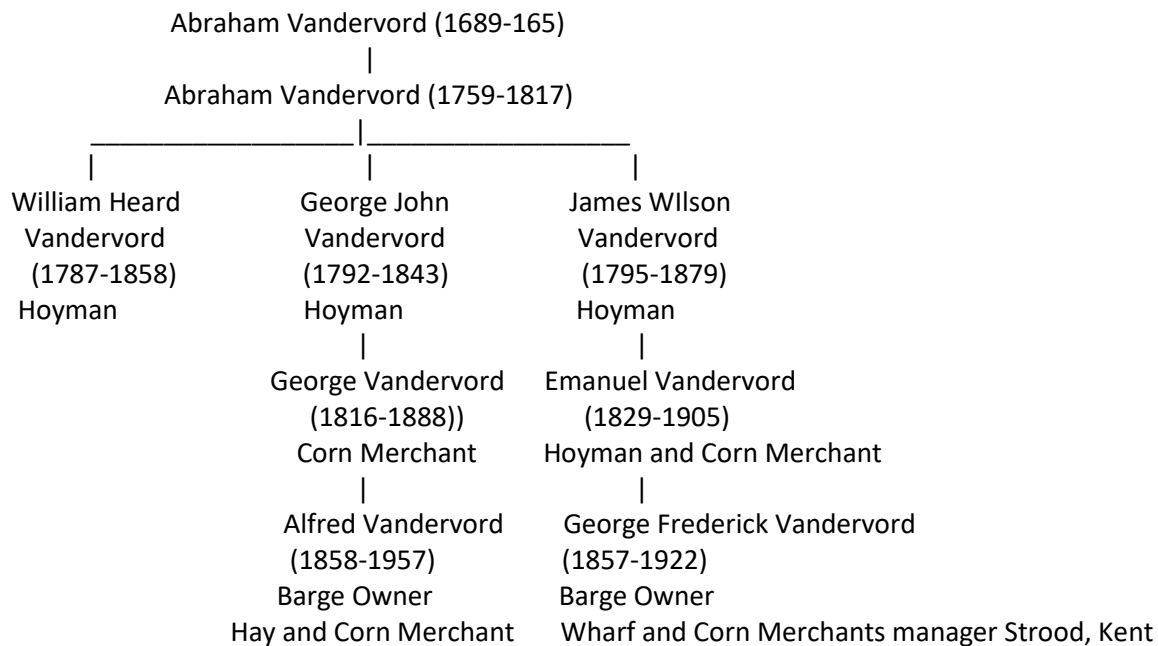 Abraham Vandervord (1689-165)
|
Abraham Vandervord (1759-1817)
___________________|___________________
| | |
William Heard George John James WIlson
Vandervord Vandervord Vandervord
(1787-1858) (1792-1843) (1795-1879)
Hoyman Hoyman Hoyman
| |
George Vandervord Emanuel Vandervord
(1816-1888)) (1829-1905)
Corn Merchant Hoyman and Corn Merchant
| |
Alfred Vandervord George Frederick Vandervord
(1858-1957) (1857-1922)
Barge Owner Barge Owner
Hay and Corn Merchant Wharf and Corn Merchants manager Strood, Kent